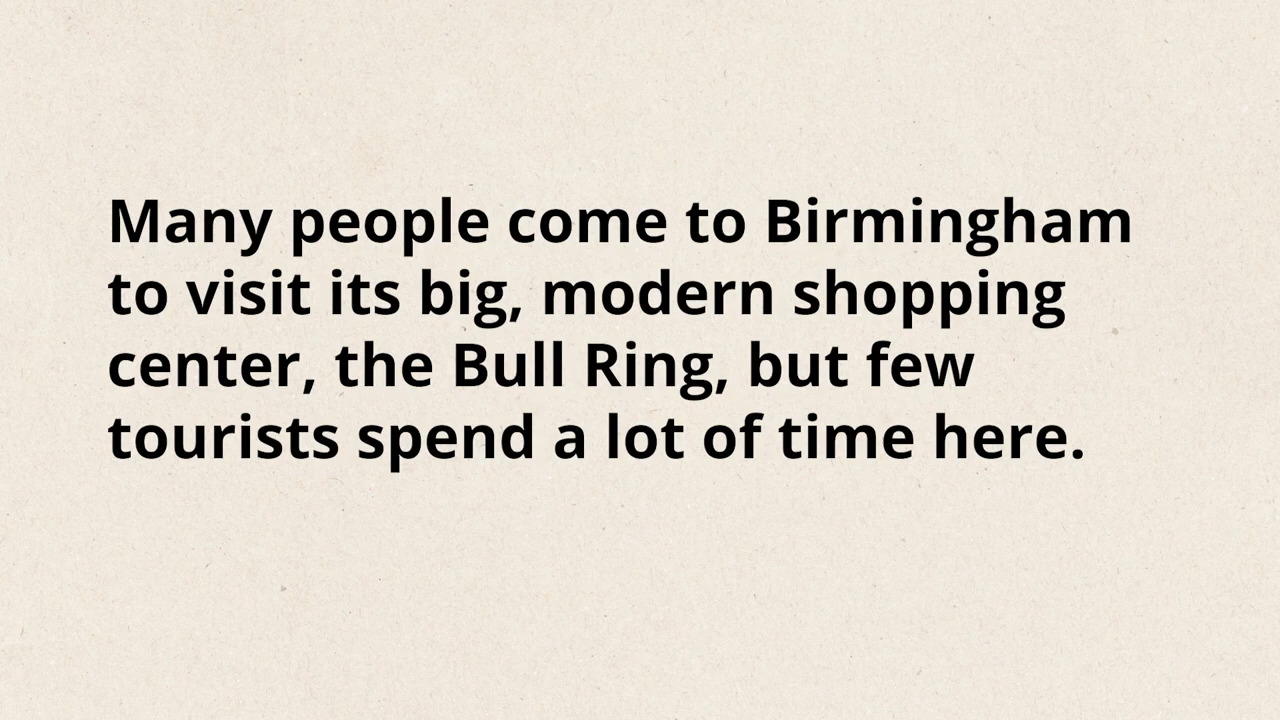 Many people come to Birmingham
to visit its big, modern shopping
center, the Bull Ring, but few
tourists spend a lot of time here.